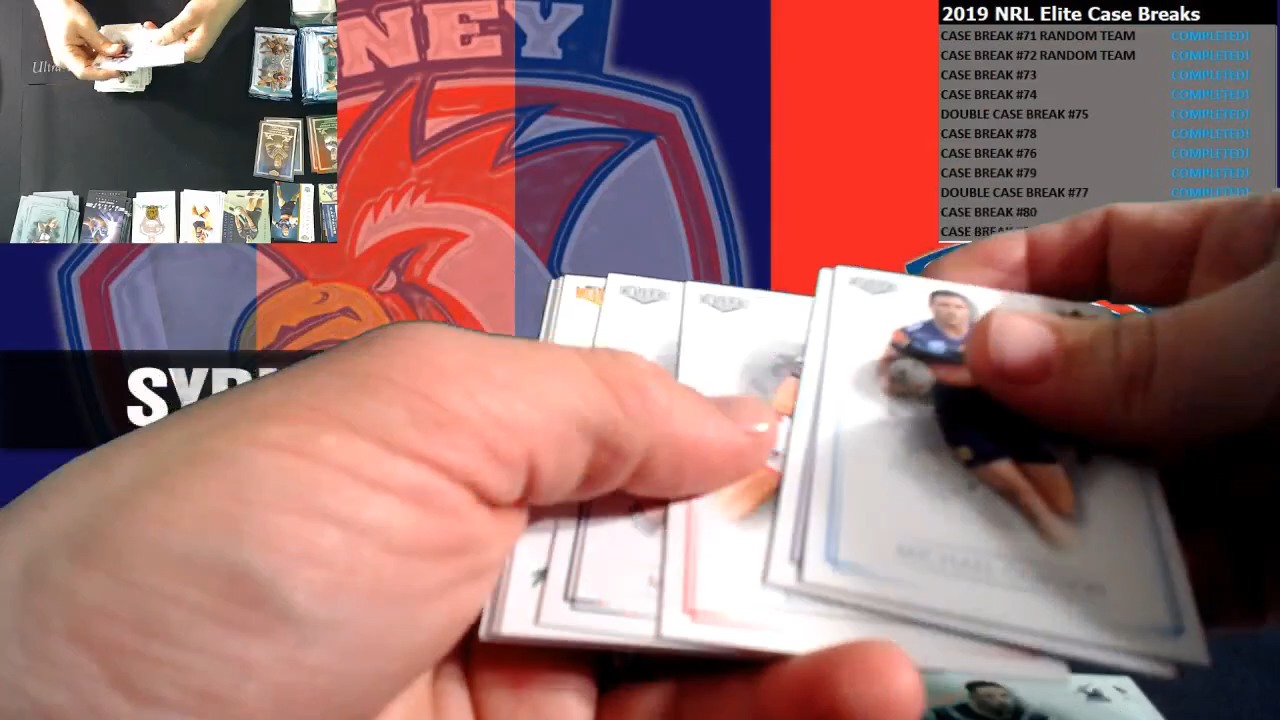 2019 NRL Elite Case Breaks
CASE BREAK #71 RANDOM TEAM COMPLETED!
CASE BREAK #72 RANDOM TEAM COMPLETED!
CASE BREAK #73 COMPLETED!
CASE BREAK #74 COMPLETED!
DOUBLE CASE BREAK #75 COMPLETED!
CASE BREAK #78 COMPLETED!
CASE BREAK #76 COMPLETED!
CASE BREAK #79 COMPLETED!
DOUBLE CASE BREAK #77 COMPLETED!
CASE BREAK #80
CASE BREAK